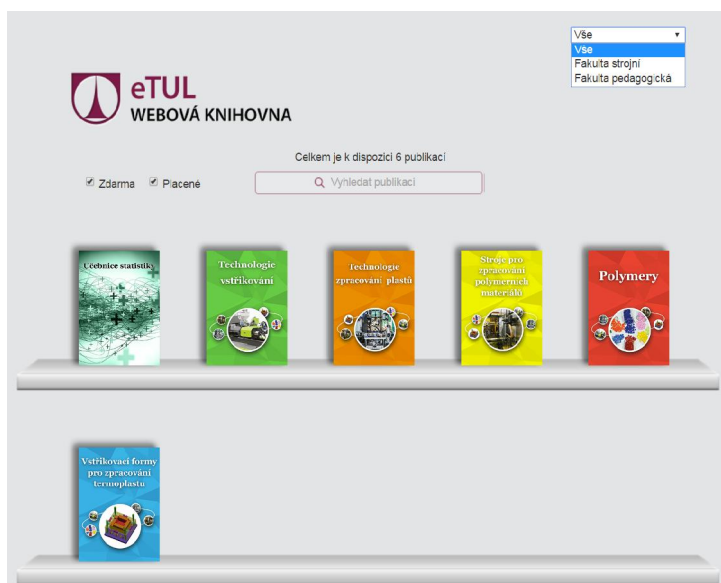 Vše
Vše
Fakulta strojní
Fakulta pedagogická
eTUL
WEBOVÁ KNIHOVNA
Celkem je k dispozici 6 publikací
Zdarma
Placené
Vyhledat publikaci
Učebnice statistiky
Technologie
vstřikování
Technologie
zpracování plastů
Stroje pro
zpracování
polymerních
materiálů
Polymery
Vstřikovací formy
pro zpracování
termoplastu